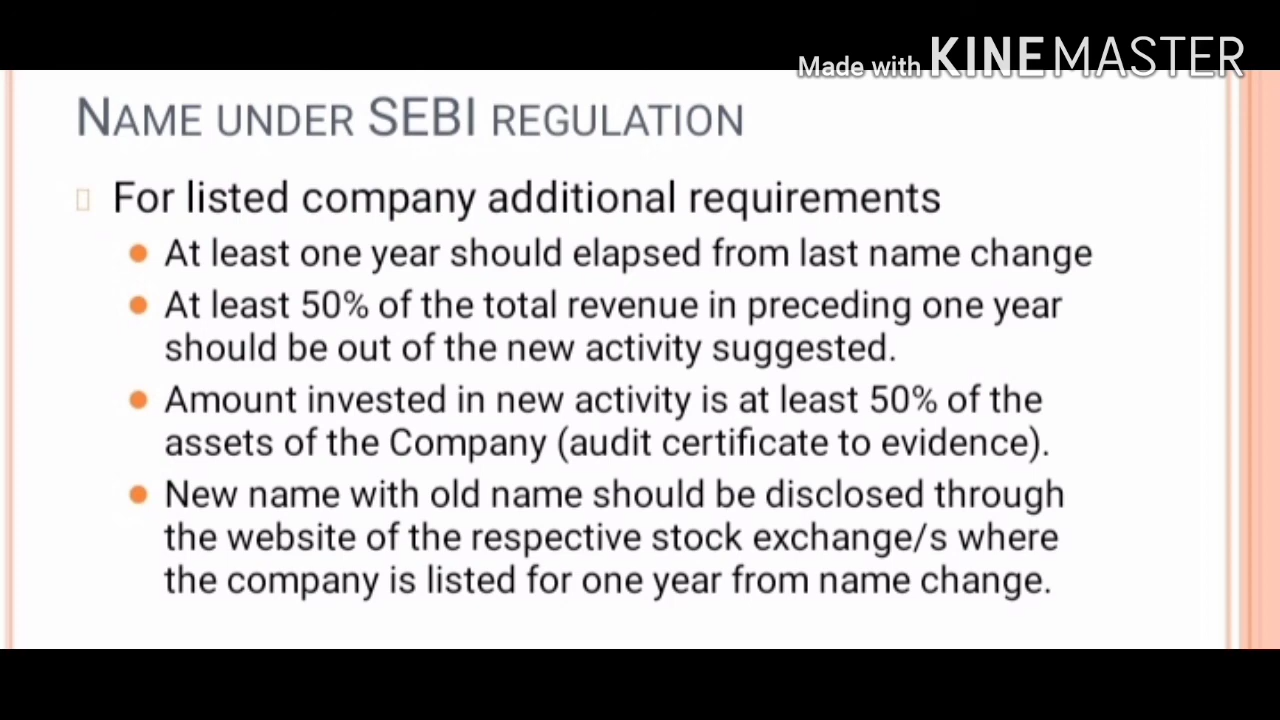 Made with KINEMASTER
NAME UNDER SEBI REGULATION
For listed company additional requirements
At least one year should elapsed from last name change
At least 50% of the total revenue in preceding one year
should be out of the new activity suggested.
Amount invested in new activity is at least 50% of the
assets of the Company (audit certificate to evidence).
New name with old name should be disclosed through
the website of the respective stock exchange/s where
the company is listed for one year from name change.